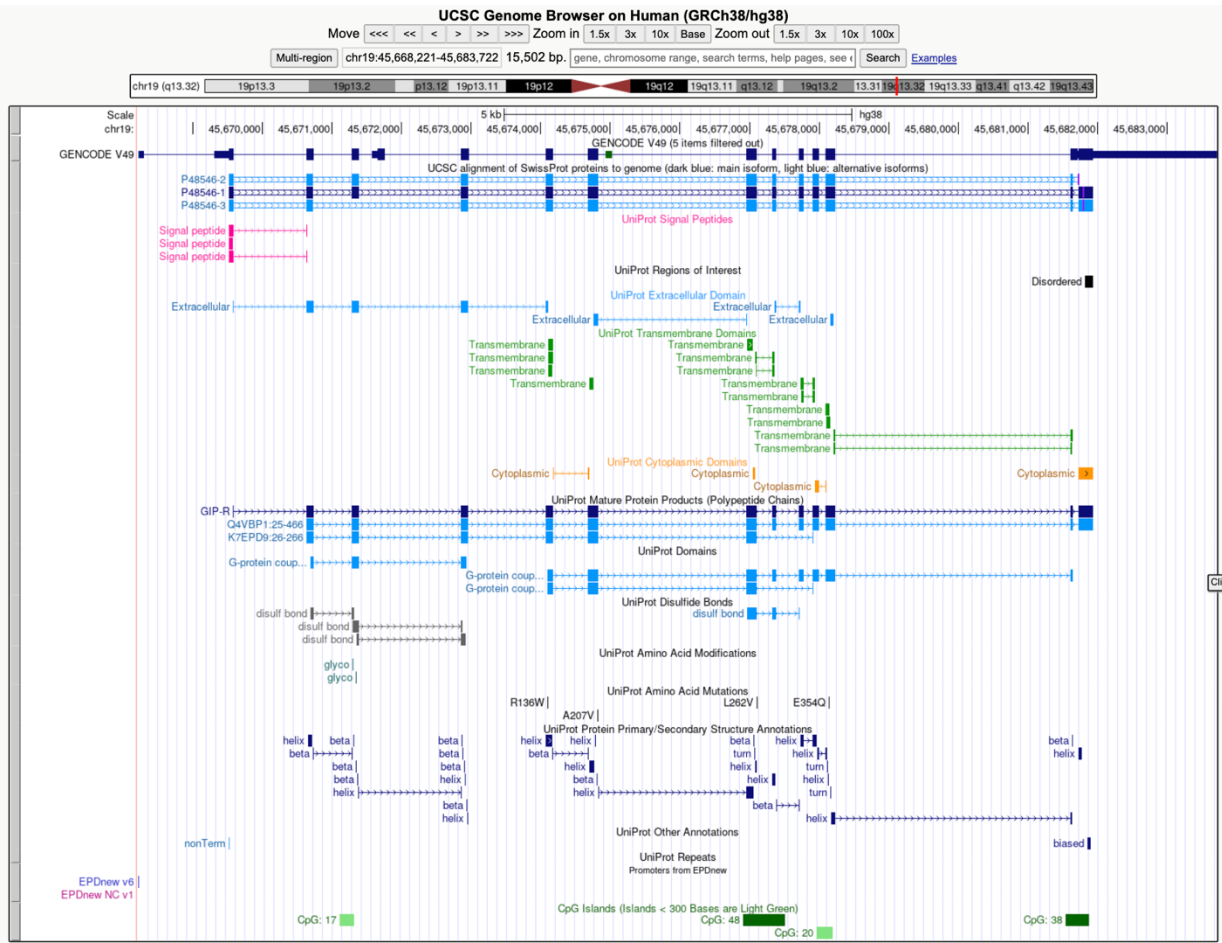 UCSC Genome Browser on Human (GRCh38/hg38)
Move <<< << < > >> >>> Zoom in 1.5x 3x 10x Base Zoom out 1.5x 3x 10x 100x
Multi-region chr19:45,668,221-45,683,722 15,502 bp. gene, chromosome range, search terms, help pages, see Search Examples
chr19 (q13.32) 19p13.3 19p13.2 p13.12 19p13.11 19p12 19q12 19q13.11 q13.12 19q13.2 13.31 19q13.32 19q13.33 q13.41 q13.42 19q13.43
Scale 5 kb hg38
chr19: 45,670,000 45,671,000 45,672,000 45,673,000 45,674,000 45,675,000 45,676,000 45,677,000 45,678,000 45,679,000 45,680,000 45,681,000 45,682,000 45,683,000
GENCODE V49 (5 items filtered out)
GENCODE V49
UCSC alignment of SwissProt proteins to genome (dark blue: main isoform, light blue: alternative isoforms)
P48546-2
P48546-1
P48546-3
UniProt Signal Peptides
Signal peptide
Signal peptide
Signal peptide
UniProt Regions of Interest
Disordered
UniProt Extracellular Domain
Extracellular Extracellular
Extracellular Extracellular
UniProt Transmembrane Domains
Transmembrane Transmembrane
Transmembrane Transmembrane
Transmembrane Transmembrane
Transmembrane Transmembrane
Transmembrane
Transmembrane
Transmembrane
Transmembrane
Transmembrane
UniProt Cytoplasmic Domains
Cytoplasmic Cytoplasmic Cytoplasmic
Cytoplasmic
UniProt Mature Protein Products (Polypeptide Chains)
GIP-R
Q4VBP1:25-466
K7EPD9:26-266
UniProt Domains
G-protein coup...
G-protein coup...
G-protein coup...
UniProt Disulfide Bonds
disulf bond disulf bond
disulf bond
disulf bond
UniProt Amino Acid Modifications
glyco
glyco
UniProt Amino Acid Mutations
R136W L262V E354Q
A207V
UniProt Protein Primary/Secondary Structure Annotations
helix beta beta helix helix beta helix beta
beta beta beta turn helix helix
beta beta helix helix turn
beta helix beta helix helix
helix helix turn
beta beta
helix helix
UniProt Other Annotations
nonTerm biased
UniProt Repeats
Promoters from EPDnew
EPDnew v6
EPDnew NC v1
CpG Islands (Islands < 300 Bases are Light Green)
CpG: 17 CpG: 48 CpG: 38
CpG: 20
Cli